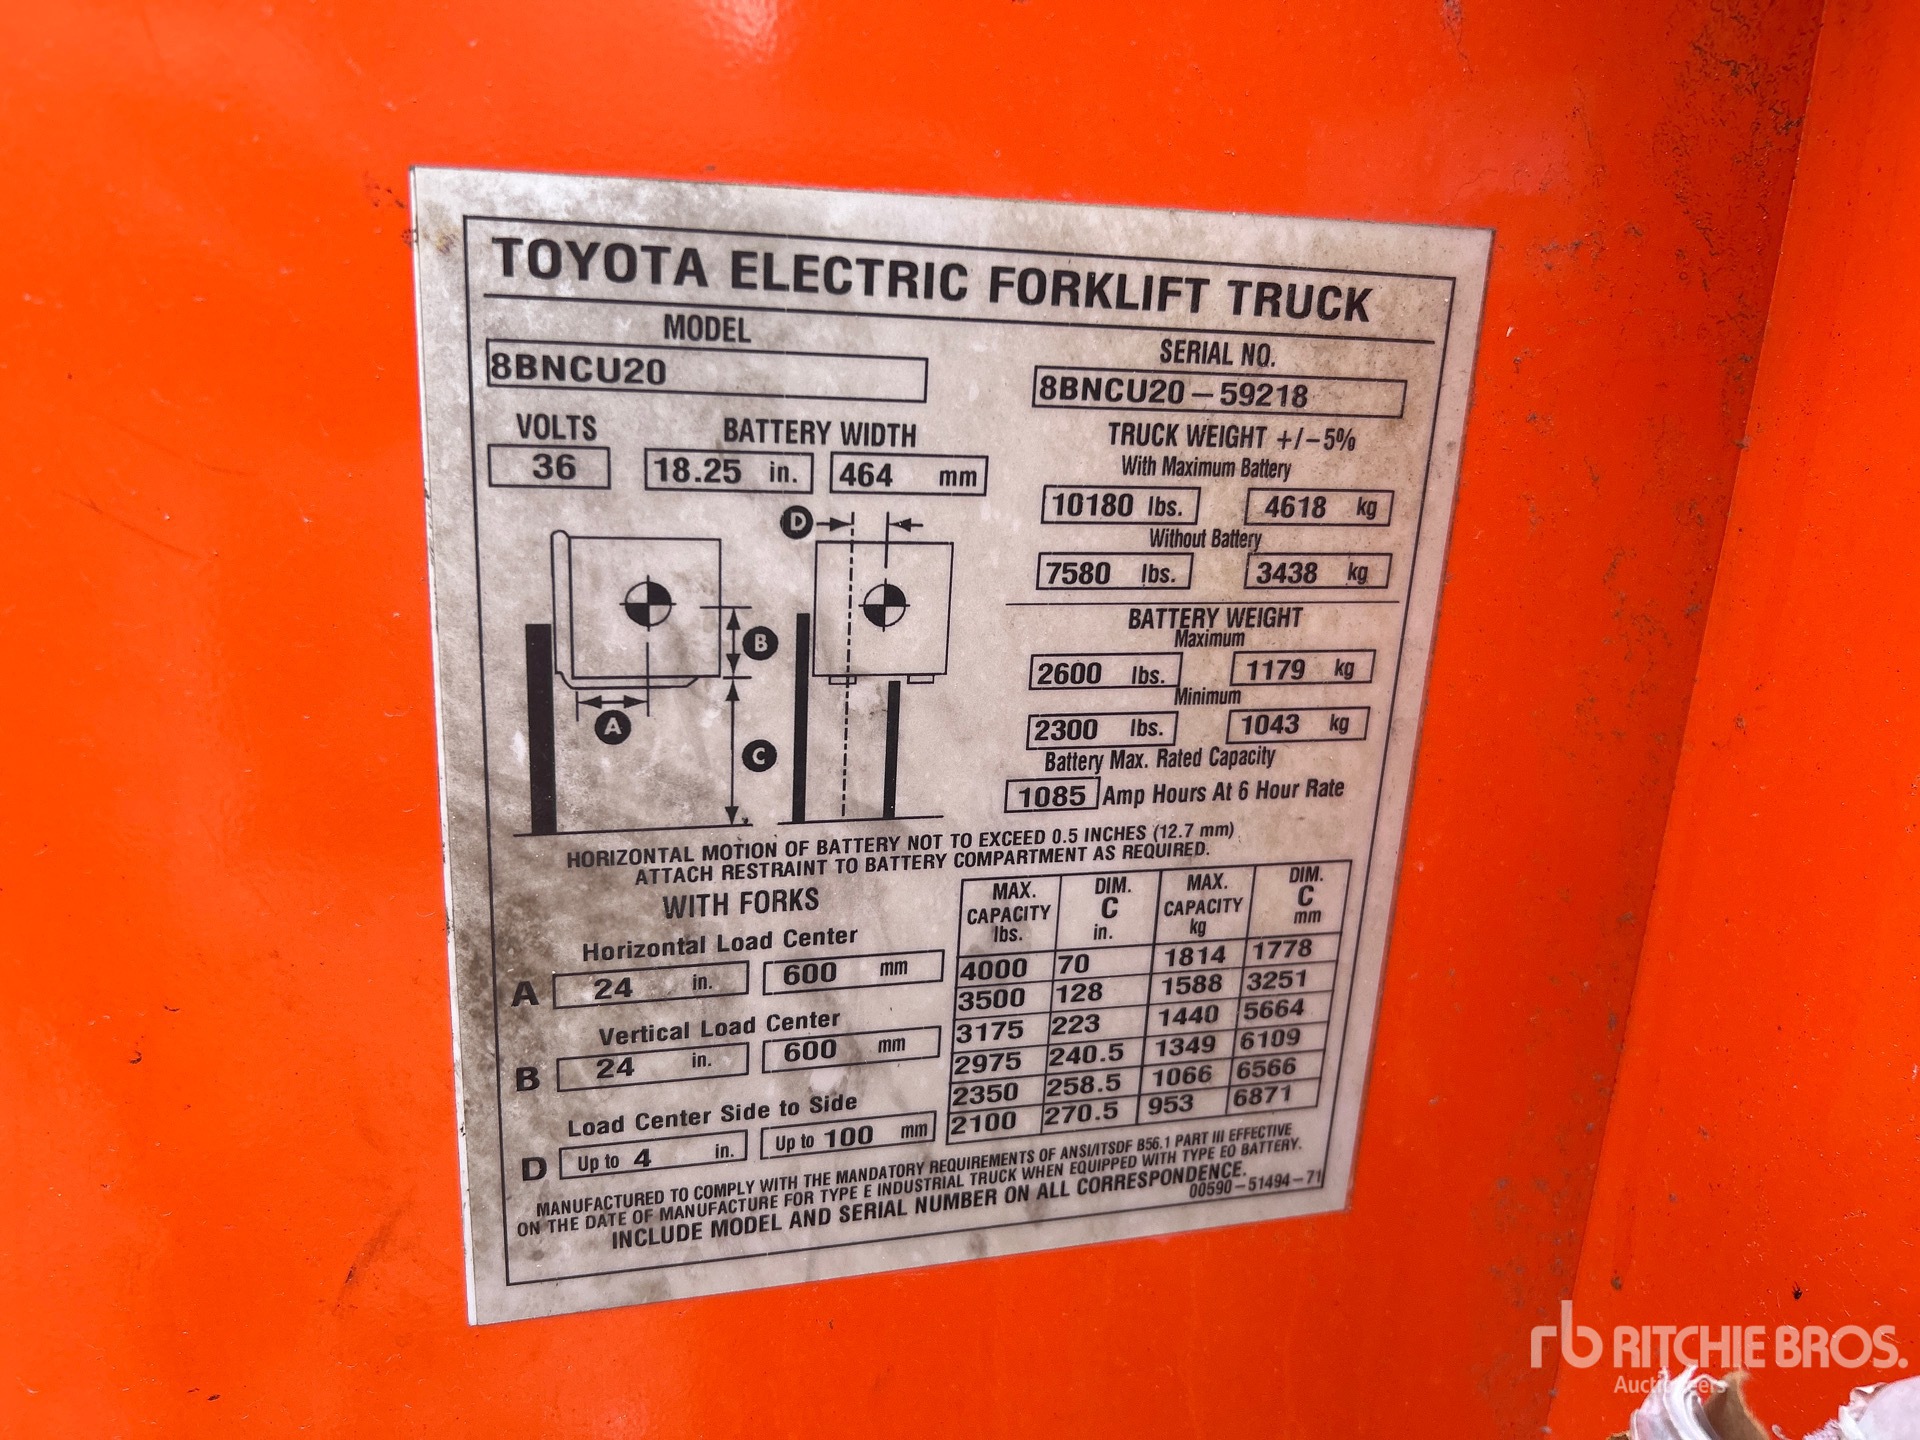 TOYOTA ELECTRIC FORKLIFT TRUCK
MODEL
8BNCU20
SERIAL NO.
8BNCU20-59218
VOLTS
36
BATTERY WIDTH
18.25 in. 464 mm
TRUCK WEIGHT +/-5%
With Maximum Battery
10180 lbs. 4618 kg
Without Battery
7580 lbs. 3438 kg
BATTERY WEIGHT
Maximum
2600 lbs. 1179 kg
Minimum
2300 lbs. 1043 kg
Battery Max. Rated Capacity
1085 Amp Hours At 6 Hour Rate
D
B
A
C
HORIZONTAL MOTION OF BATTERY NOT TO EXCEED 0.5 INCHES (12.7 mm)
ATTACH RESTRAINT TO BATTERY COMPARTMENT AS REQUIRED.
WITH FORKS
Horizontal Load Center
A 24 in. 600 mm
Vertical Load Center
B 24 in. 600 mm
Load Center Side to Side
D Up to 4 in. Up to 100 mm
MAX. CAPACITY lbs. DIM. C in. MAX. CAPACITY kg DIM. C mm
4000 70 1814 1778
3500 128 1588 3251
3175 223 1440 5664
2975 240.5 1349 6109
2350 258.5 1066 6566
2100 270.5 953 6871
MANUFACTURED TO COMPLY WITH THE MANDATORY REQUIREMENTS OF ANSI/ITSDF B56.1 PART III EFFECTIVE
ON THE DATE OF MANUFACTURE FOR TYPE E INDUSTRIAL TRUCK WHEN EQUIPPED WITH TYPE EO BATTERY.
INCLUDE MODEL AND SERIAL NUMBER ON ALL CORRESPONDENCE.
00590-51494-71
rb RITCHIE BROS.
Auctioneers